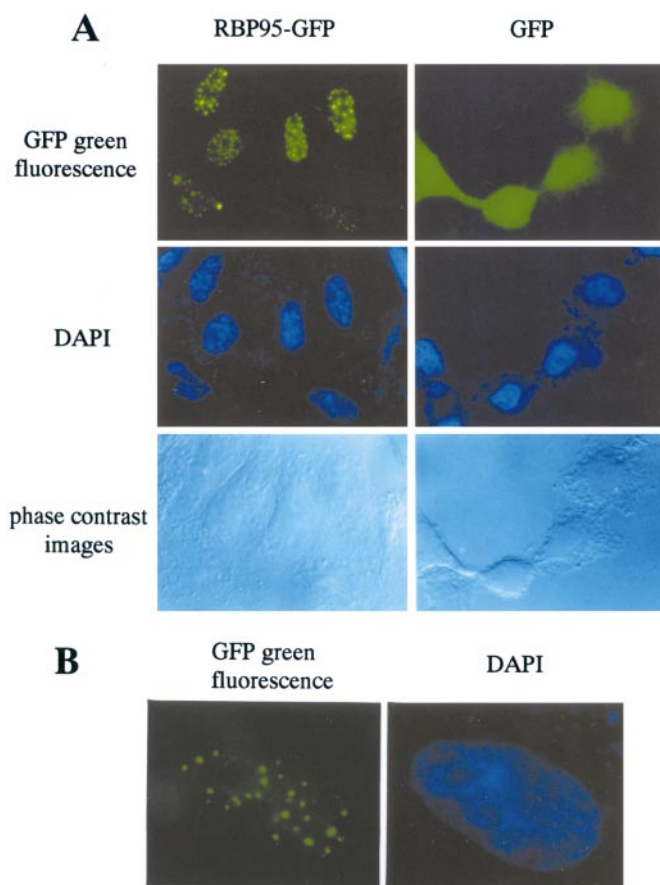 A
RBP95-GFP
GFP
GFP green
fluorescence
DAPI
phase contrast
images
B
GFP green
fluorescence
DAPI